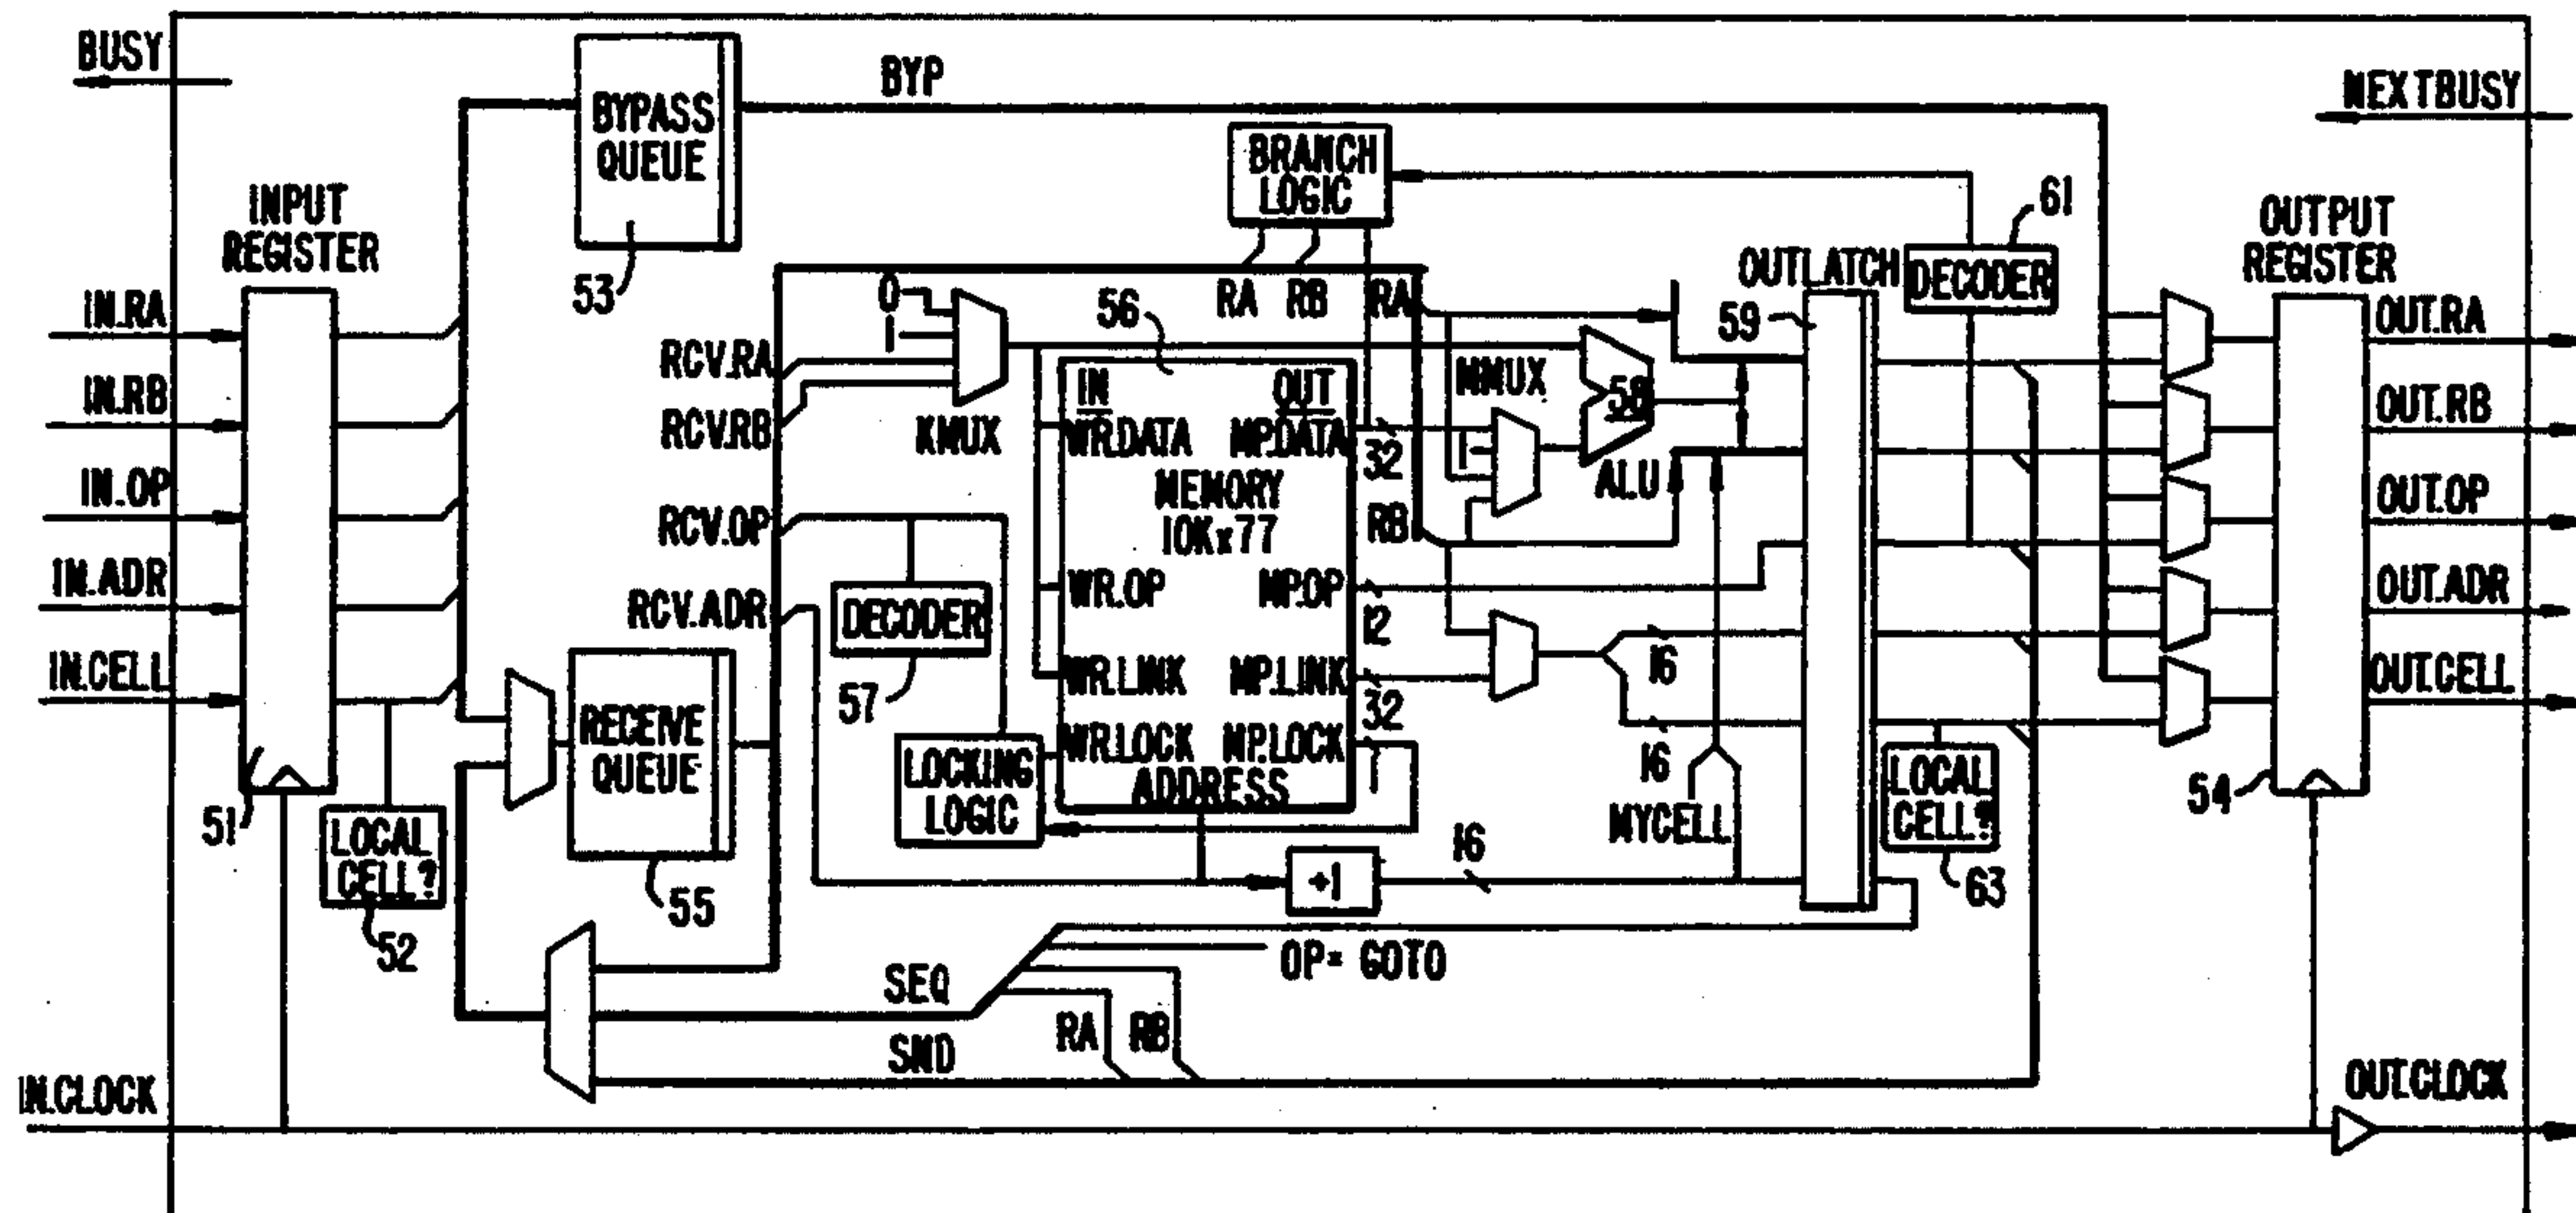 BUSY
BYPASS
QUEUE
53
BYP
NEXTBUSY
INPUT
REGISTER
BRANCH
LOGIC
61
OUTPUT
REGISTER
OUTLATCH
DECODER
IN.RA
IN.RB
IN.OP
IN.ADR
IN.CELL
51
LOCAL
CELL?
52
RECEIVE
QUEUE
55
RCV.RA
RCV.RB
RCV.OP
RCV.ADR
0
1
KMUX
DECODER
57
LOCKING
LOGIC
RA
RB
RA
56
IN
OUT
WR.DATA
MP.DATA
32
MEMORY
10Kx77
WR.OP
MP.OP
12
WR.LINK
MP.LINK
32
WR.LOCK
MP.LOCK
1
ADDRESS
MMUX
1
58
ALU
RB
59
16
16
MYCELL
+1
16
LOCAL
CELL?
63
54
OUT.RA
OUT.RB
OUT.OP
OUT.ADR
OUT.CELL
OP= GOTO
SEQ
RA
RB
SND
IN.CLOCK
OUT.CLOCK